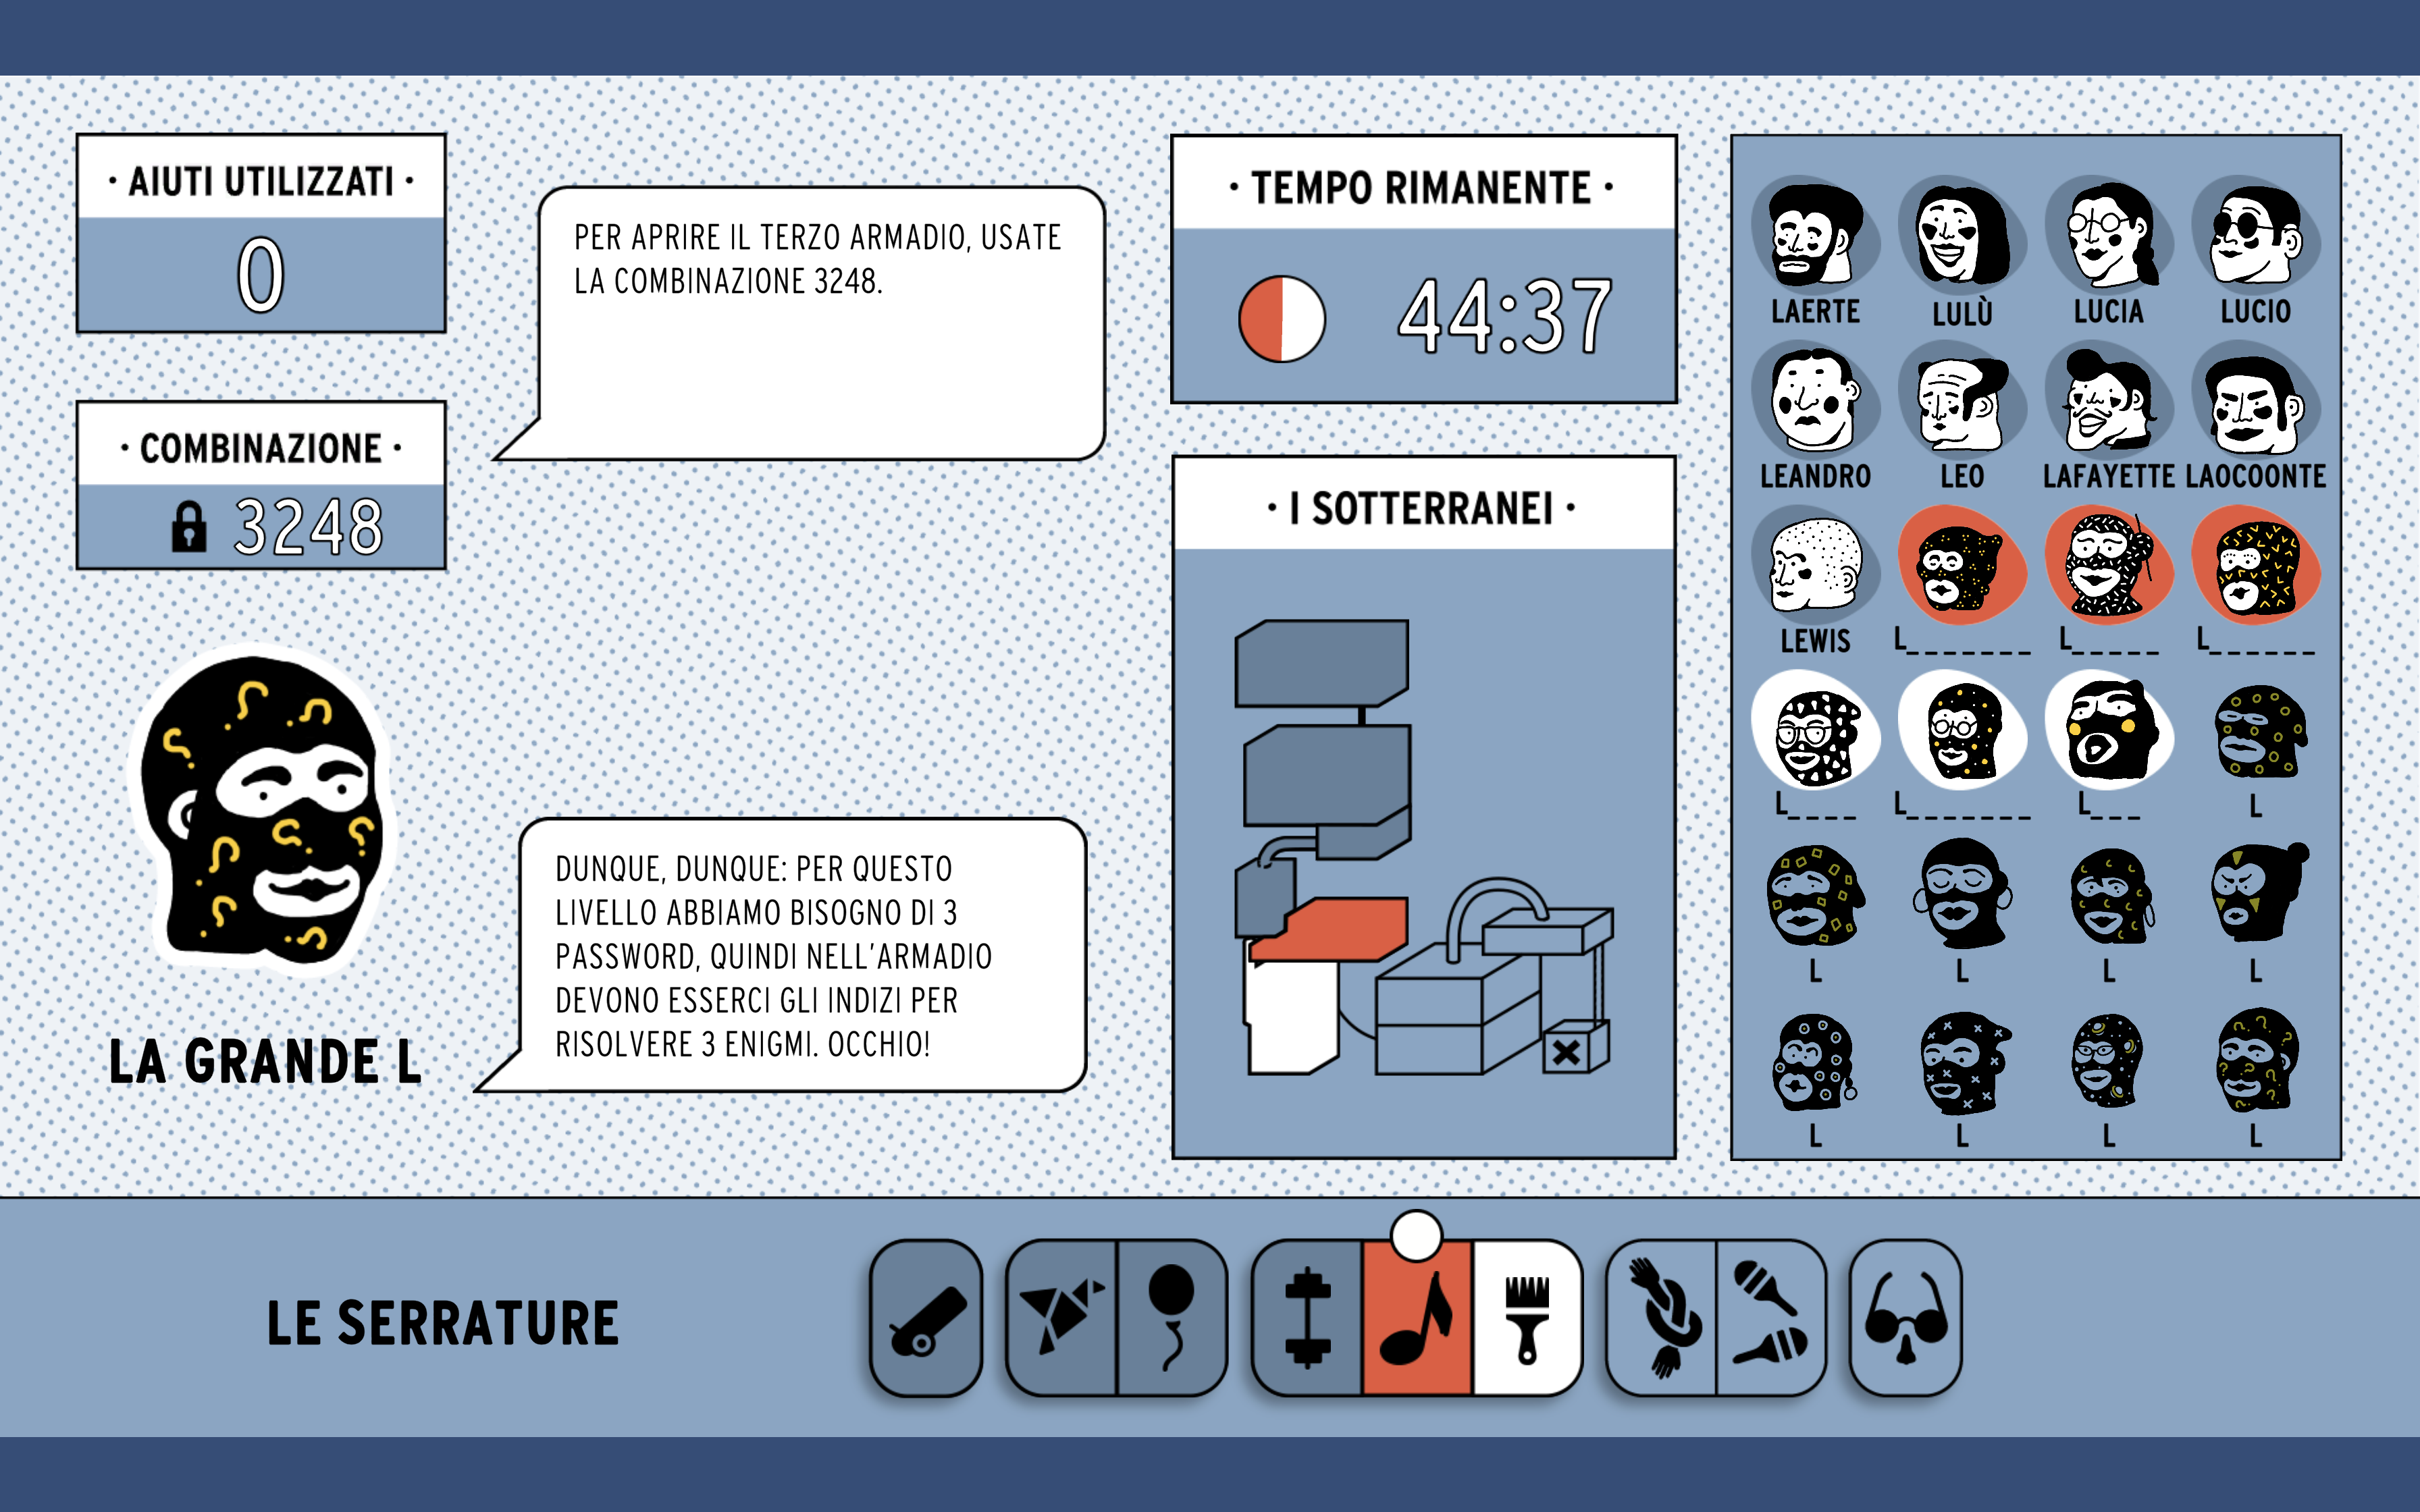 · AIUTI UTILIZZATI ·
0
· COMBINAZIONE ·
3248
PER APRIRE IL TERZO ARMADIO, USATE
LA COMBINAZIONE 3248.
LA GRANDE L
DUNQUE, DUNQUE: PER QUESTO
LIVELLO ABBIAMO BISOGNO DI 3
PASSWORD, QUINDI NELL'ARMADIO
DEVONO ESSERCI GLI INDIZI PER
RISOLVERE 3 ENIGMI. OCCHIO!
· TEMPO RIMANENTE ·
44:37
· I SOTTERRANEI ·
LAERTE LULÙ LUCIA LUCIO
LEANDRO LEO LAFAYETTE LAOCOONTE
LEWIS L_______ L_____ L______
L____ L_______ L___ L
L L L L
L L L L
LE SERRATURE